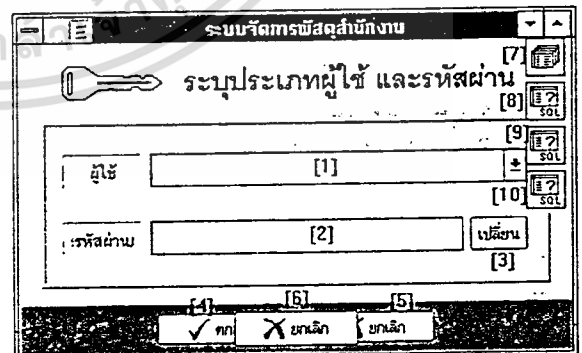 ระบบจัดการพัสดุสำนักงาน
[7]
ระบุประเภทผู้ใช้ และรหัสผ่าน
[8]
SQL
[9]
SQL
ผู้ใช้ [1]
[10]
SQL
รหัสผ่าน [2] เปลี่ยน
[3]
[4] [6] [5]
ตก ยกเลิก ยกเลิก